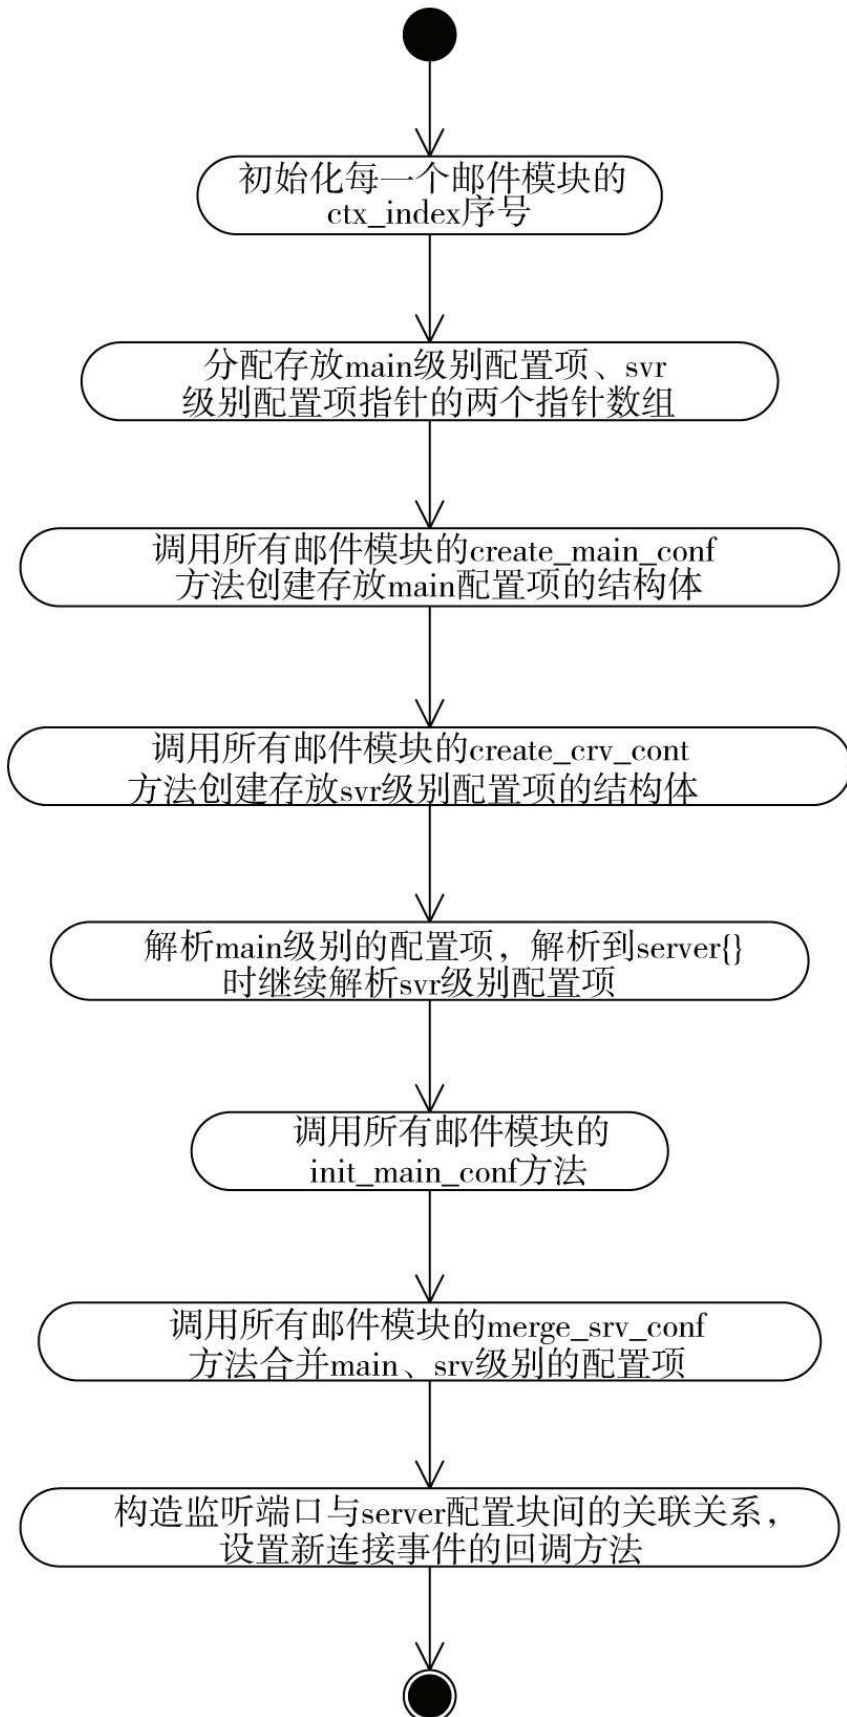 初始化每一个邮件模块的
ctx_index序号
分配存放main级别配置项、svr
级别配置项指针的两个指针数组
调用所有邮件模块的create_main_conf
方法创建存放main配置项的结构体
调用所有邮件模块的create_crv_cont
方法创建存放svr级别配置项的结构体
解析main级别的配置项，解析到server{}
时继续解析svr级别配置项
调用所有邮件模块的
init_main_conf方法
调用所有邮件模块的merge_srv_conf
方法合并main、srv级别的配置项
构造监听端口与server配置块间的关联关系，
设置新连接事件的回调方法